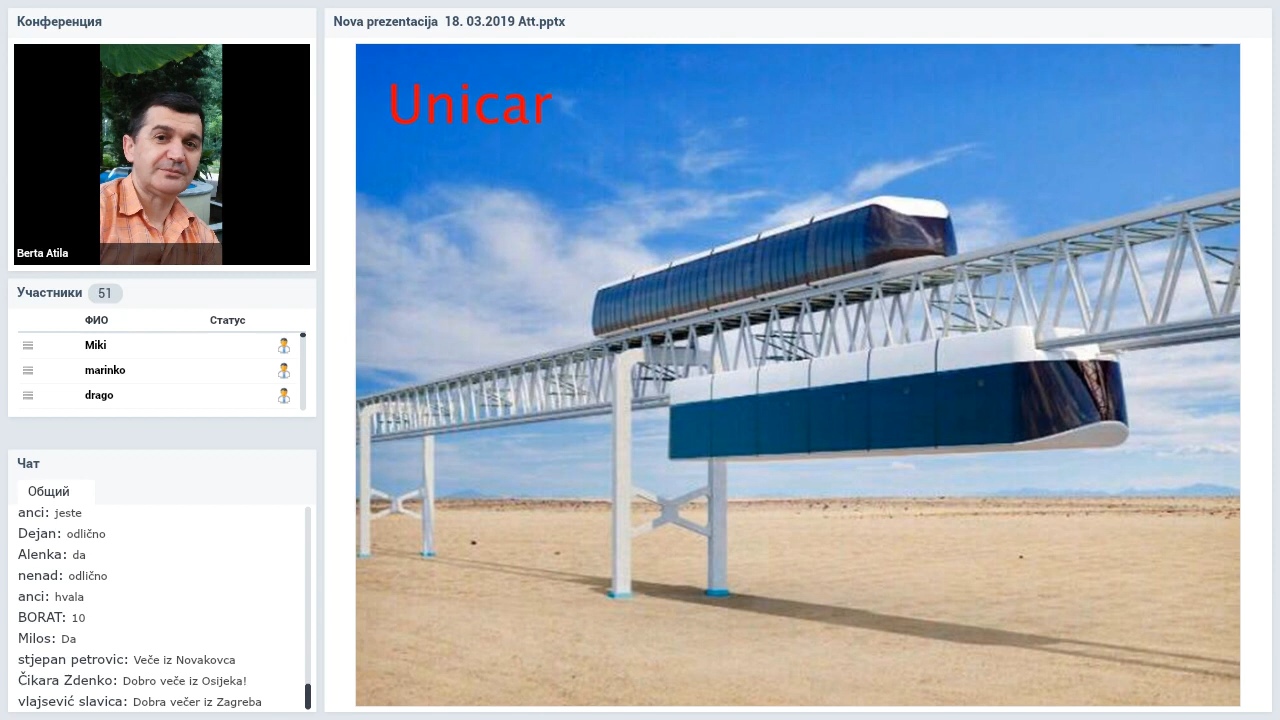 Конференция
Berta Atila
Участники 51
ФИО Статус
Miki
marinko
drago
Чат
Общий
anci: jeste
Dejan: odlično
Alenka: da
nenad: odlično
anci: hvala
BORAT: 10
Milos: Da
stjepan petrovic: Veče iz Novakovca
Čikara Zdenko: Dobro veče iz Osijeka!
vlajsević slavica: Dobra večer iz Zagreba
Nova prezentacija 18. 03.2019 Att.pptx
Unicar